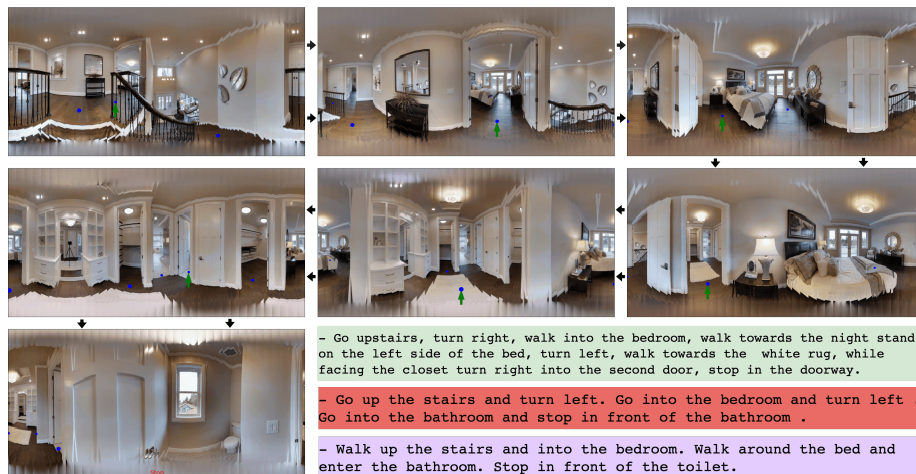 - Go upstairs, turn right, walk into the bedroom, walk towards the night stand
on the left side of the bed, turn left, walk towards the white rug, while
facing the closet turn right into the second door, stop in the doorway.
- Go up the stairs and turn left. Go into the bedroom and turn left
Go into the bathroom and stop in front of the bathroom .
- Walk up the stairs and into the bedroom. Walk around the bed and
enter the bathroom. Stop in front of the toilet.